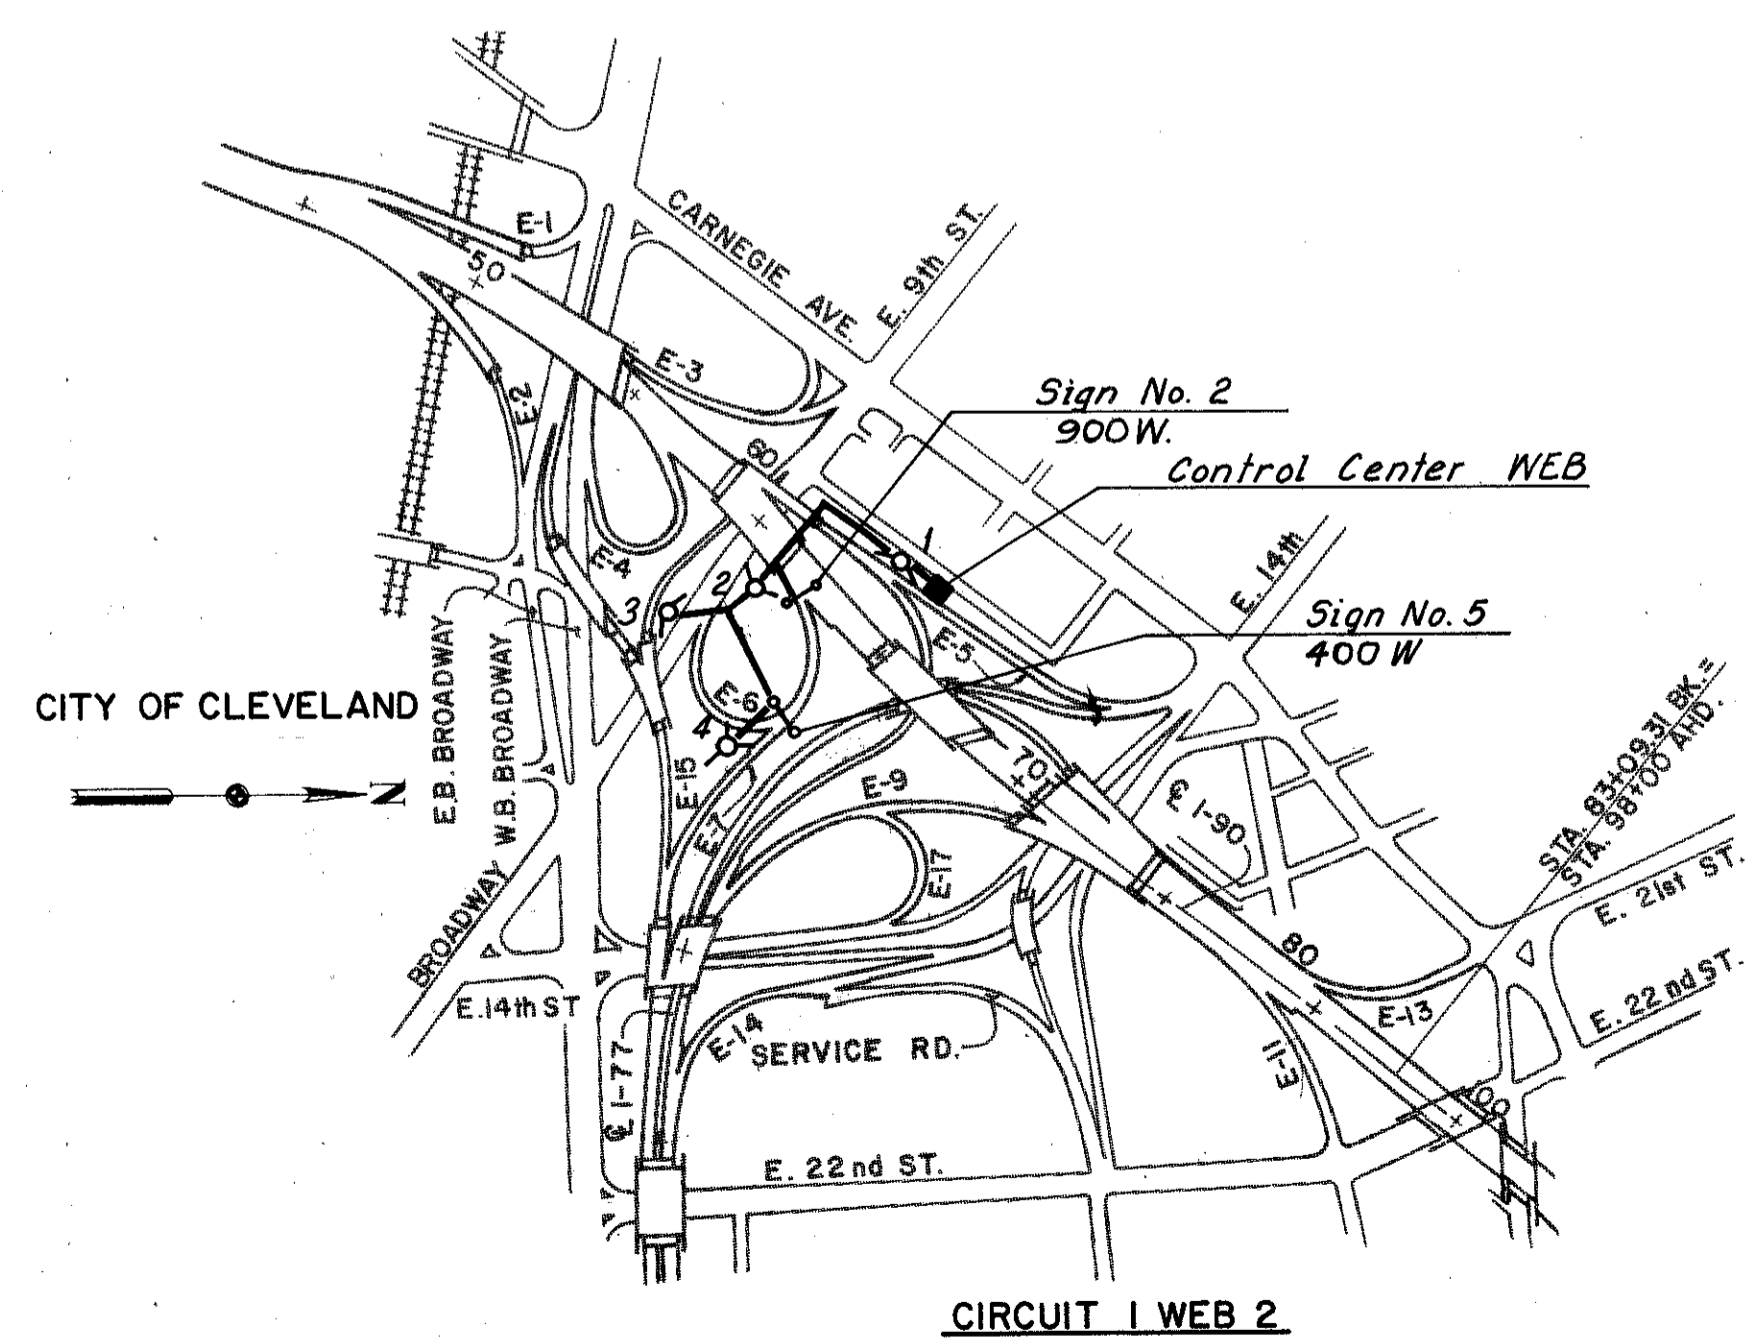 E-1
50
CARNEGIE AVE.
E. 9th ST.
E-3
E-2
Sign No. 2
900 W.
60
Control Center WEB
1
E-4
2
3
E. 14th
Sign No. 5
400 W
E-5
E-6
4
CITY OF CLEVELAND
E.B. BROADWAY
W.B. BROADWAY
N
E-15
E-7
E-9
70
℄ I-90
STA. 83+09.31 BK.=
STA. 98+00 AHD.
E-17
BROADWAY
E. 21st ST.
80
E. 14th ST
E-14
SERVICE RD.
E-13
E. 22nd ST.
E-11
℄ I-77
100
E. 22nd ST.
CIRCUIT 1 WEB 2